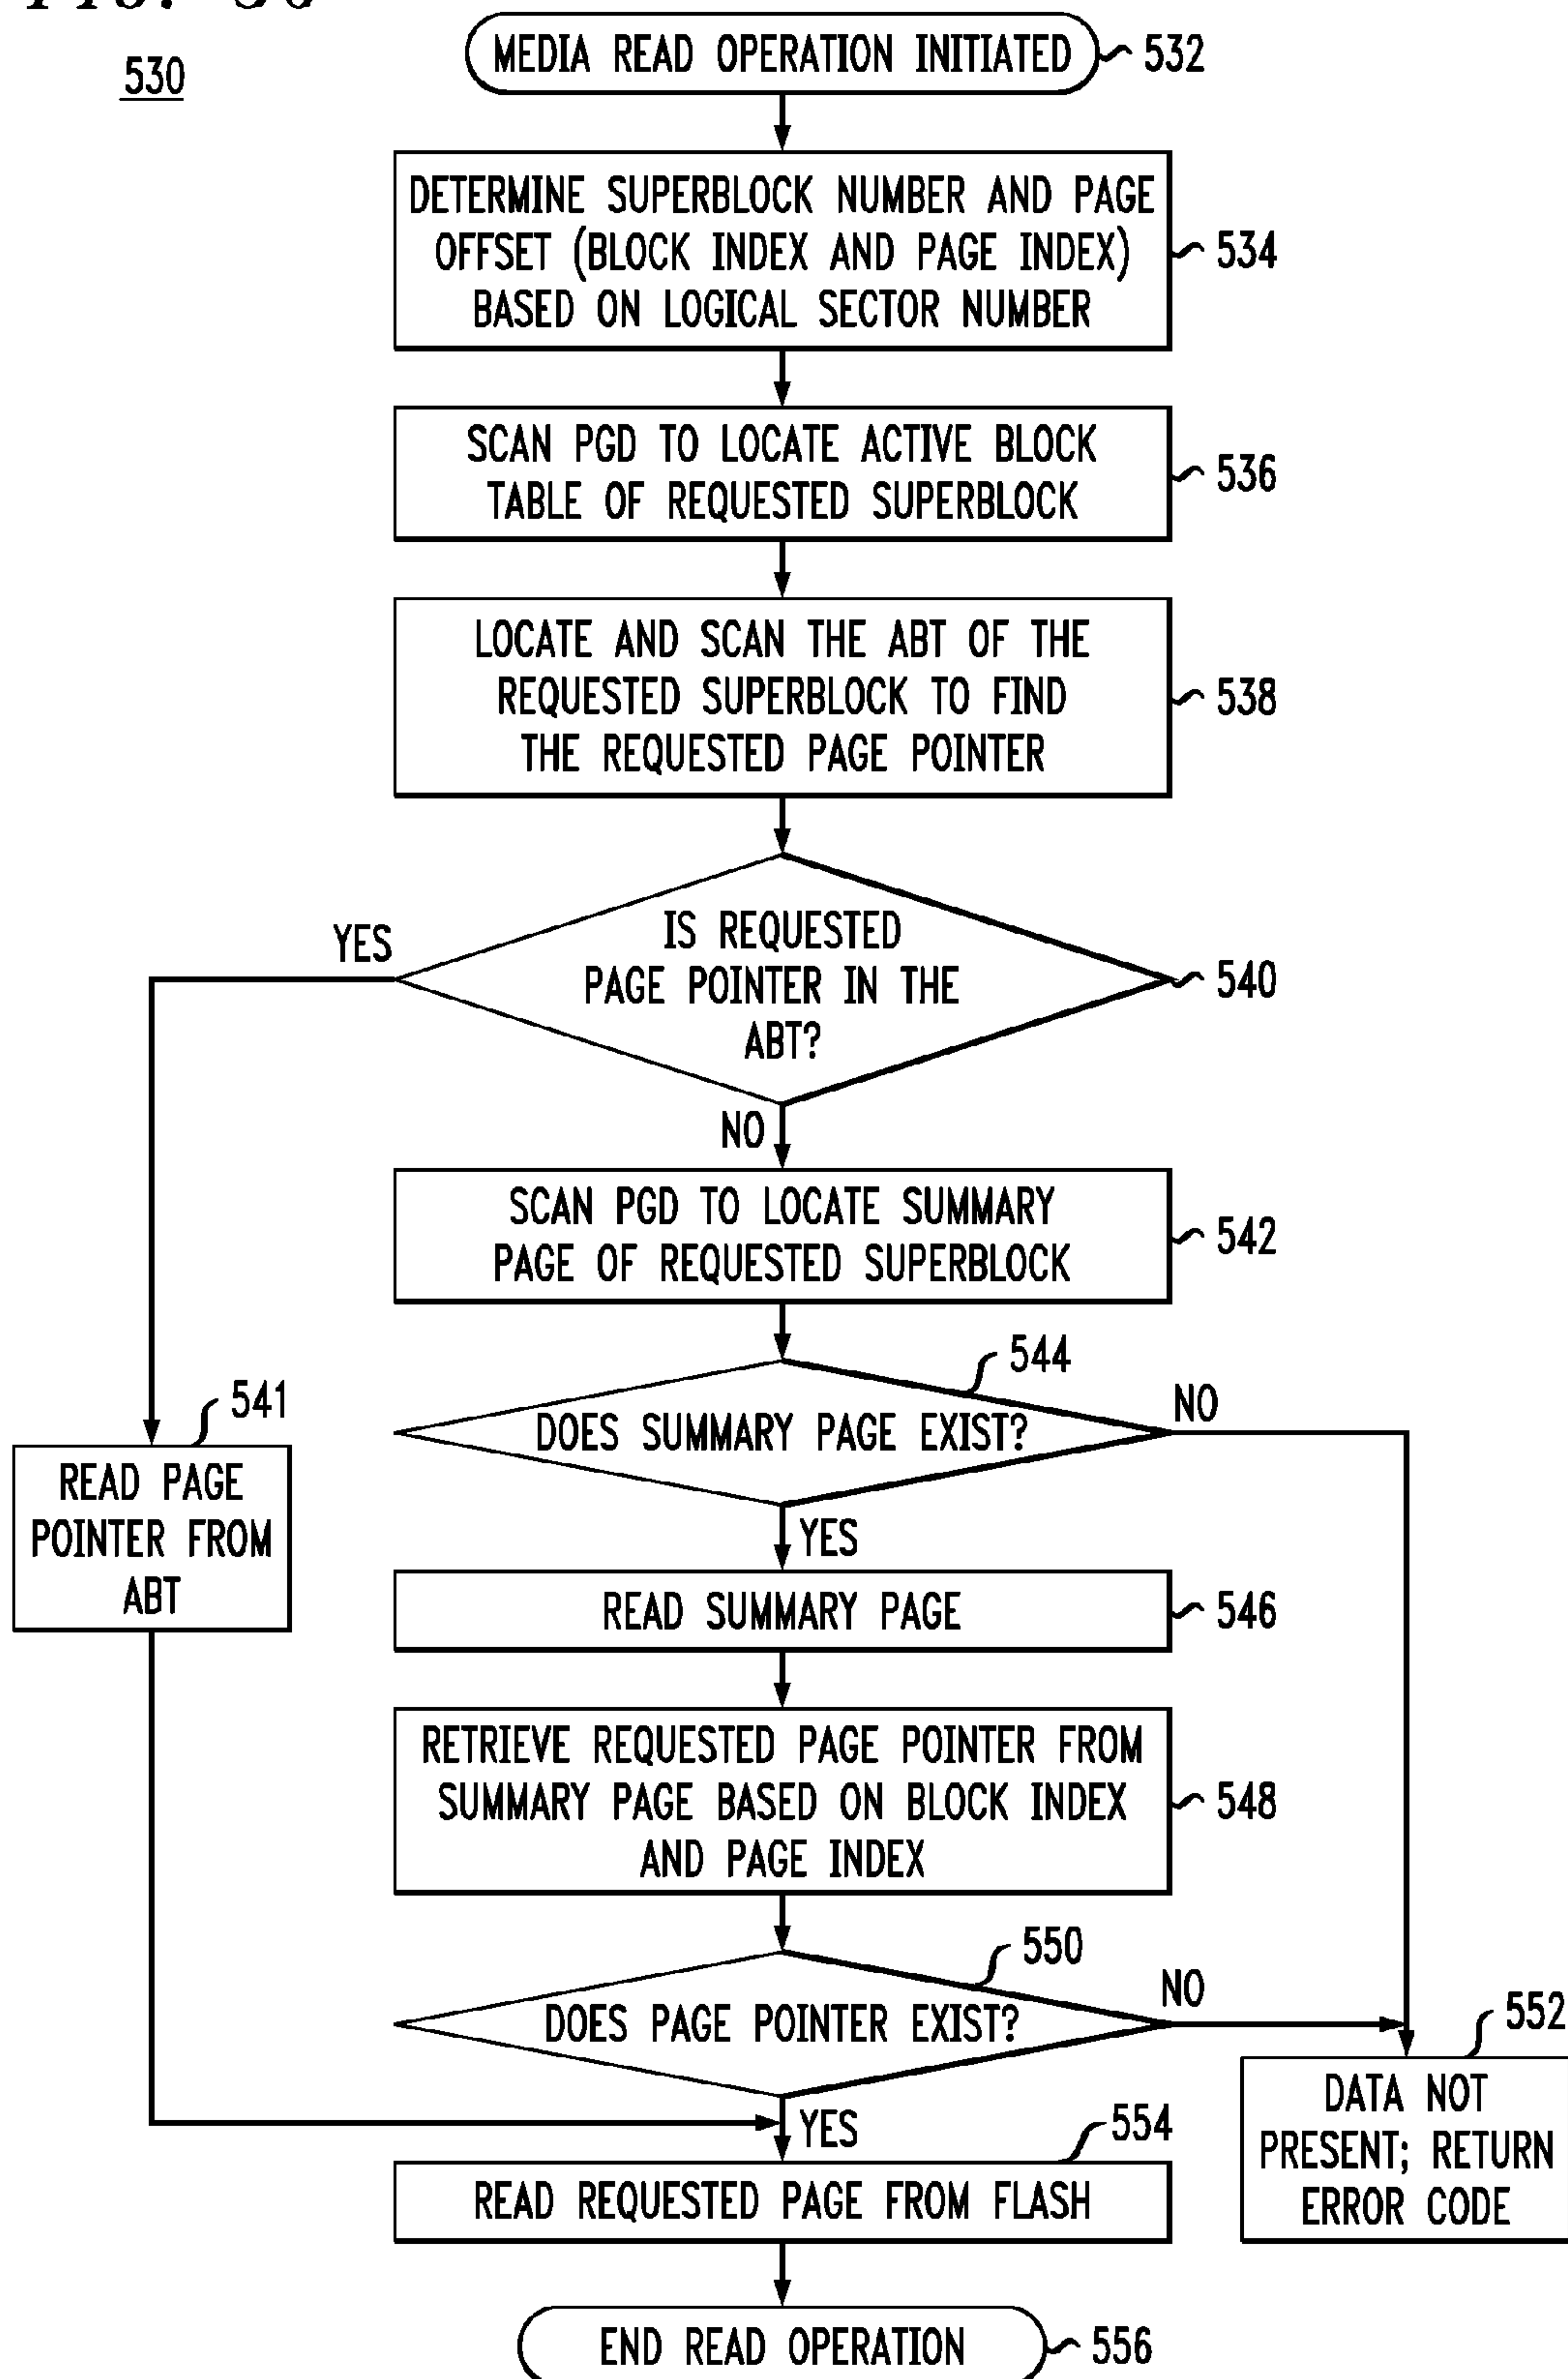 530
MEDIA READ OPERATION INITIATED
532
DETERMINE SUPERBLOCK NUMBER AND PAGE
OFFSET (BLOCK INDEX AND PAGE INDEX)
BASED ON LOGICAL SECTOR NUMBER
534
SCAN PGD TO LOCATE ACTIVE BLOCK
TABLE OF REQUESTED SUPERBLOCK
536
LOCATE AND SCAN THE ABT OF THE
REQUESTED SUPERBLOCK TO FIND
THE REQUESTED PAGE POINTER
538
YES
IS REQUESTED
PAGE POINTER IN THE
ABT?
540
NO
SCAN PGD TO LOCATE SUMMARY
PAGE OF REQUESTED SUPERBLOCK
542
544
541
DOES SUMMARY PAGE EXIST?
NO
READ PAGE
POINTER FROM
ABT
YES
READ SUMMARY PAGE
546
RETRIEVE REQUESTED PAGE POINTER FROM
SUMMARY PAGE BASED ON BLOCK INDEX
AND PAGE INDEX
548
550
DOES PAGE POINTER EXIST?
NO
552
DATA NOT
PRESENT; RETURN
ERROR CODE
YES
554
READ REQUESTED PAGE FROM FLASH
END READ OPERATION
556